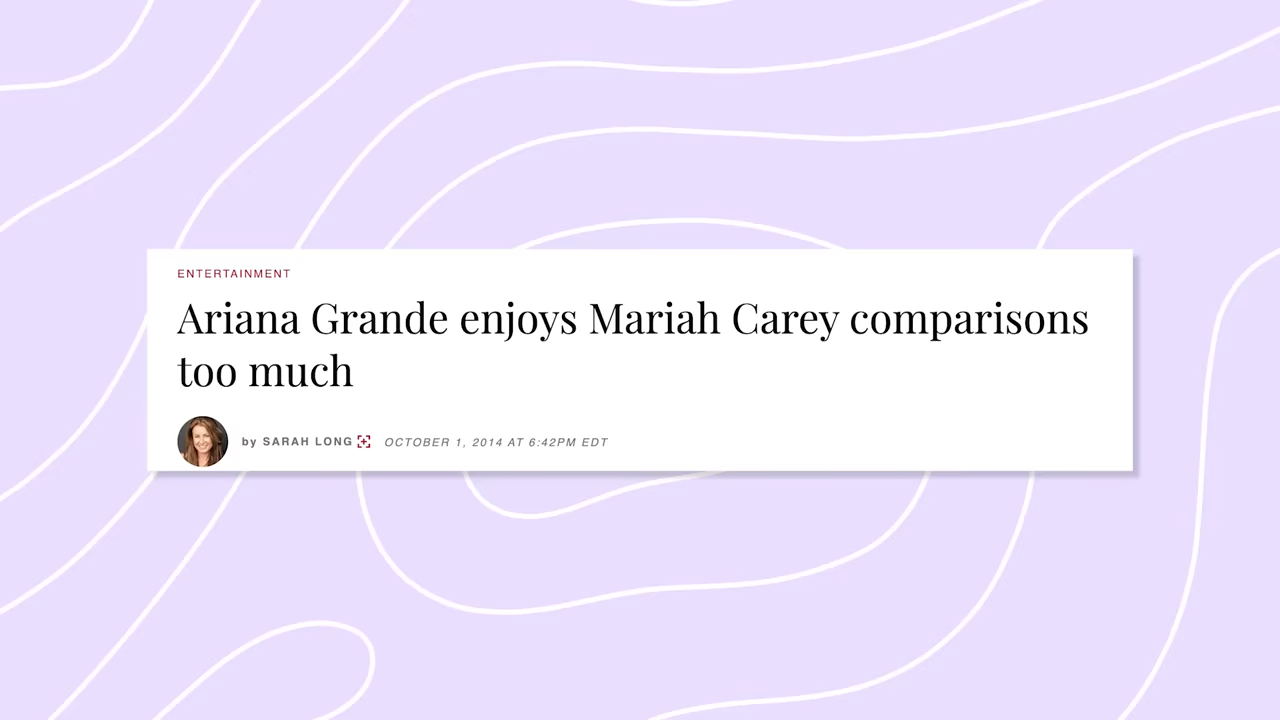 ENTERTAINMENT
Ariana Grande enjoys Mariah Carey comparisons
too much
by SARAH LONG OCTOBER 1, 2014 AT 6:42PM EDT